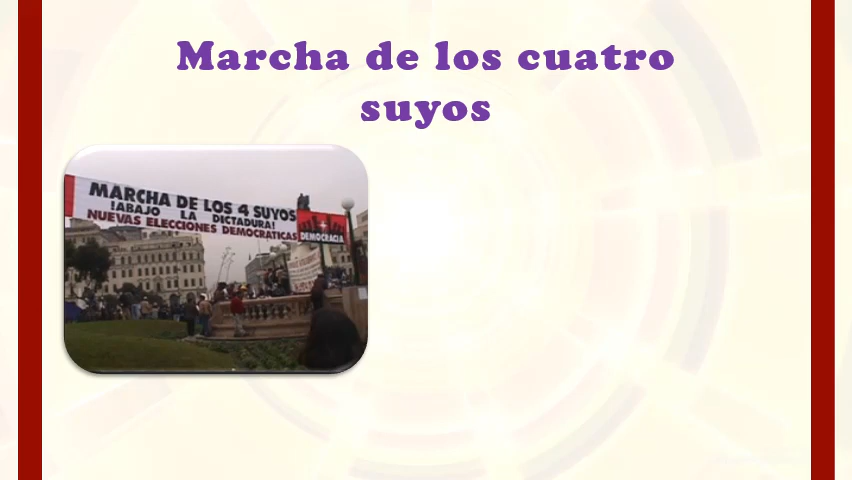 Marcha de los cuatro
suyos
MARCHA DE LOS 4 SUYOS
!ABAJO LA DICTADURA!
NUEVAS ELECCIONES DEMOCRATICAS
DEMOCRACIA